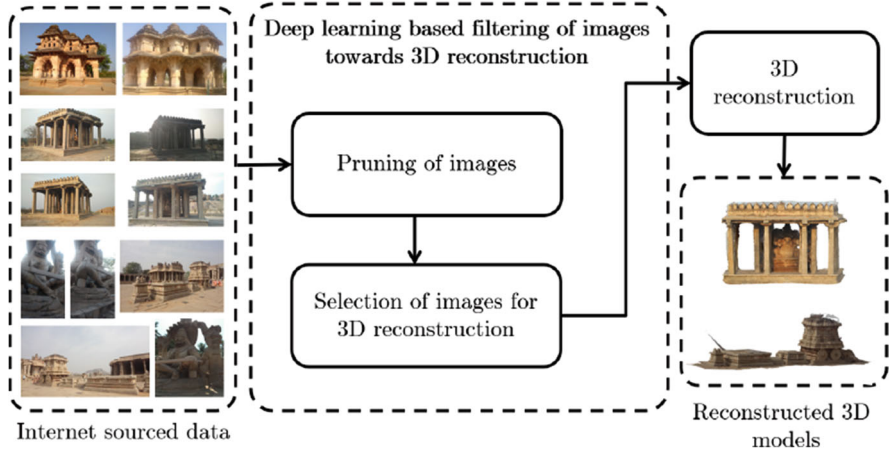 Deep learning based filtering of images
towards 3D reconstruction
Pruning of images
Selection of images for
3D reconstruction
3D
reconstruction
Internet sourced data
Reconstructed 3D
models